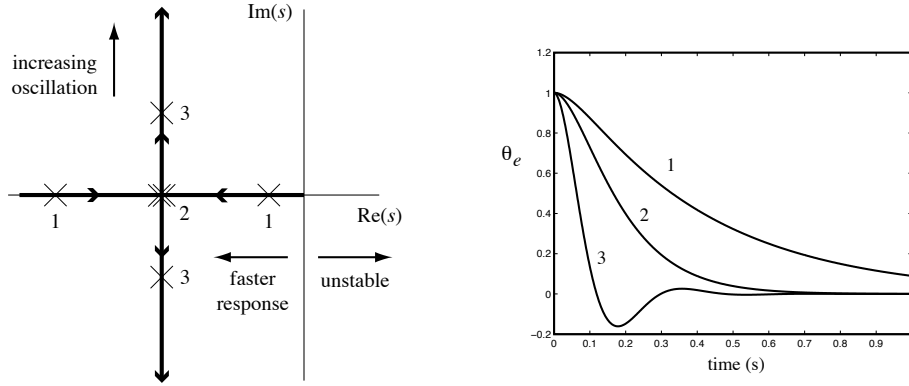 Im(s)
increasing
oscillation
3
1
2
1
Re(s)
3
faster
response
unstable
θe
1.2
1
0.8
0.6
0.4
0.2
0
-0.2
1
2
3
0 0.1 0.2 0.3 0.4 0.5 0.6 0.7 0.8 0.9
time (s)